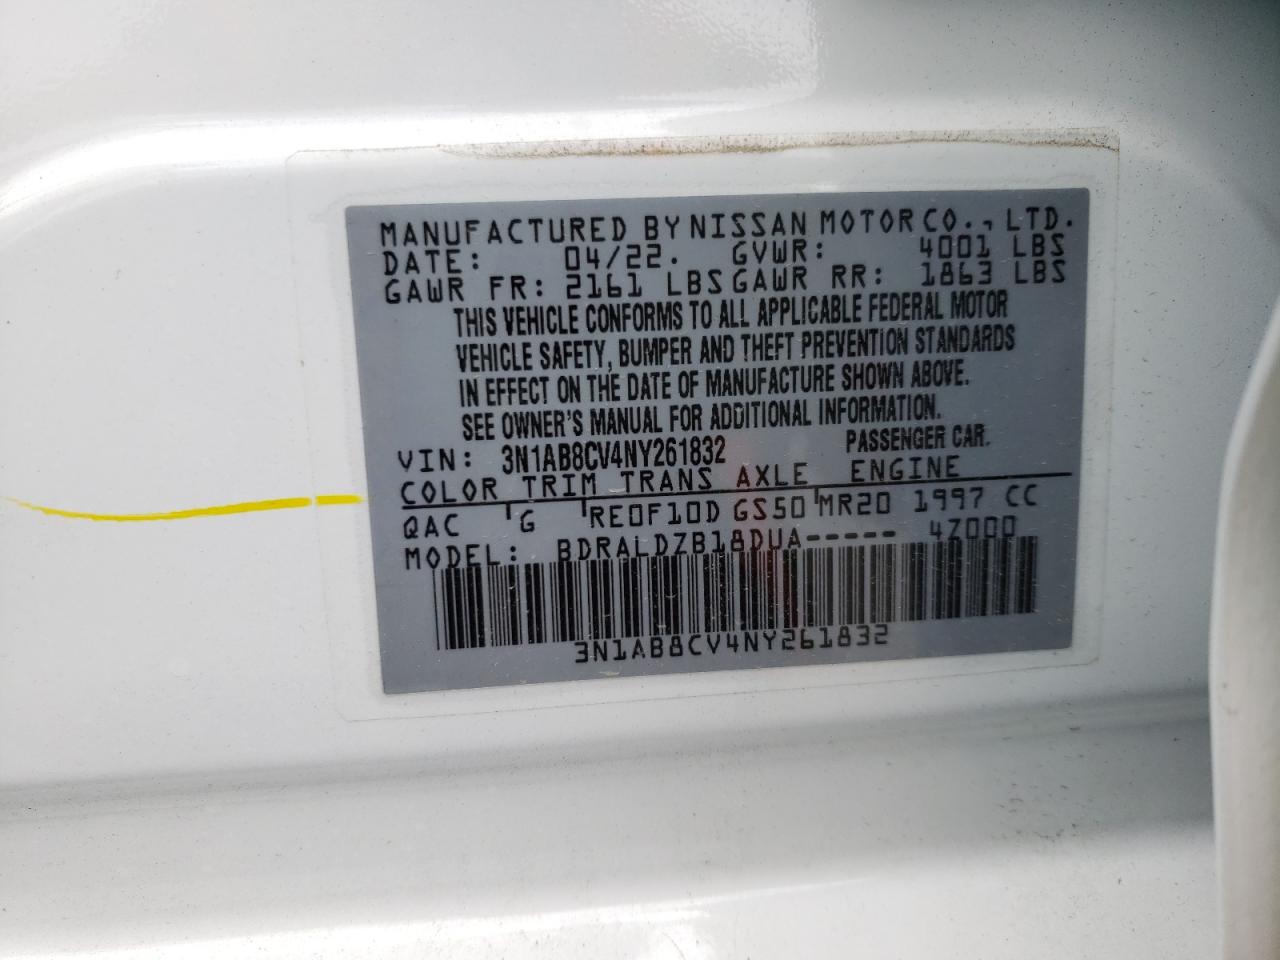 MANUFACTURED BY NISSAN MOTOR CO., LTD.
DATE: 04/22. GVWR: 4001 LBS
GAWR FR: 2161 LBS GAWR RR: 1863 LBS
THIS VEHICLE CONFORMS TO ALL APPLICABLE FEDERAL MOTOR
VEHICLE SAFETY, BUMPER AND THEFT PREVENTION STANDARDS
IN EFFECT ON THE DATE OF MANUFACTURE SHOWN ABOVE.
SEE OWNER'S MANUAL FOR ADDITIONAL INFORMATION.
VIN: 3N1AB8CV4NY261832 PASSENGER CAR.
COLOR TRIM TRANS AXLE ENGINE
QAC G RE0F10D GS50 MR20 1997 CC
MODEL: BDRALDZB18DUA----- 4Z000
3N1AB8CV4NY261832